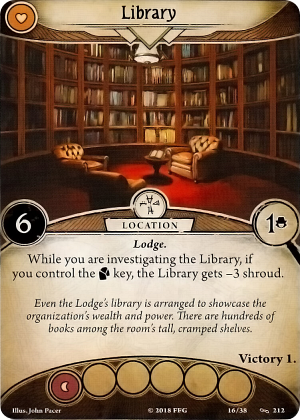 Library
6
LOCATION
1
Lodge.
While you are investigating the Library, if
you control the key, the Library gets –3 shroud.
Even the Lodge's library is arranged to showcase the
organization's wealth and power. There are hundreds of
books among the room's tall, cramped shelves.
Victory 1.
Illus. John Pacer © 2018 FFG 16/38 212